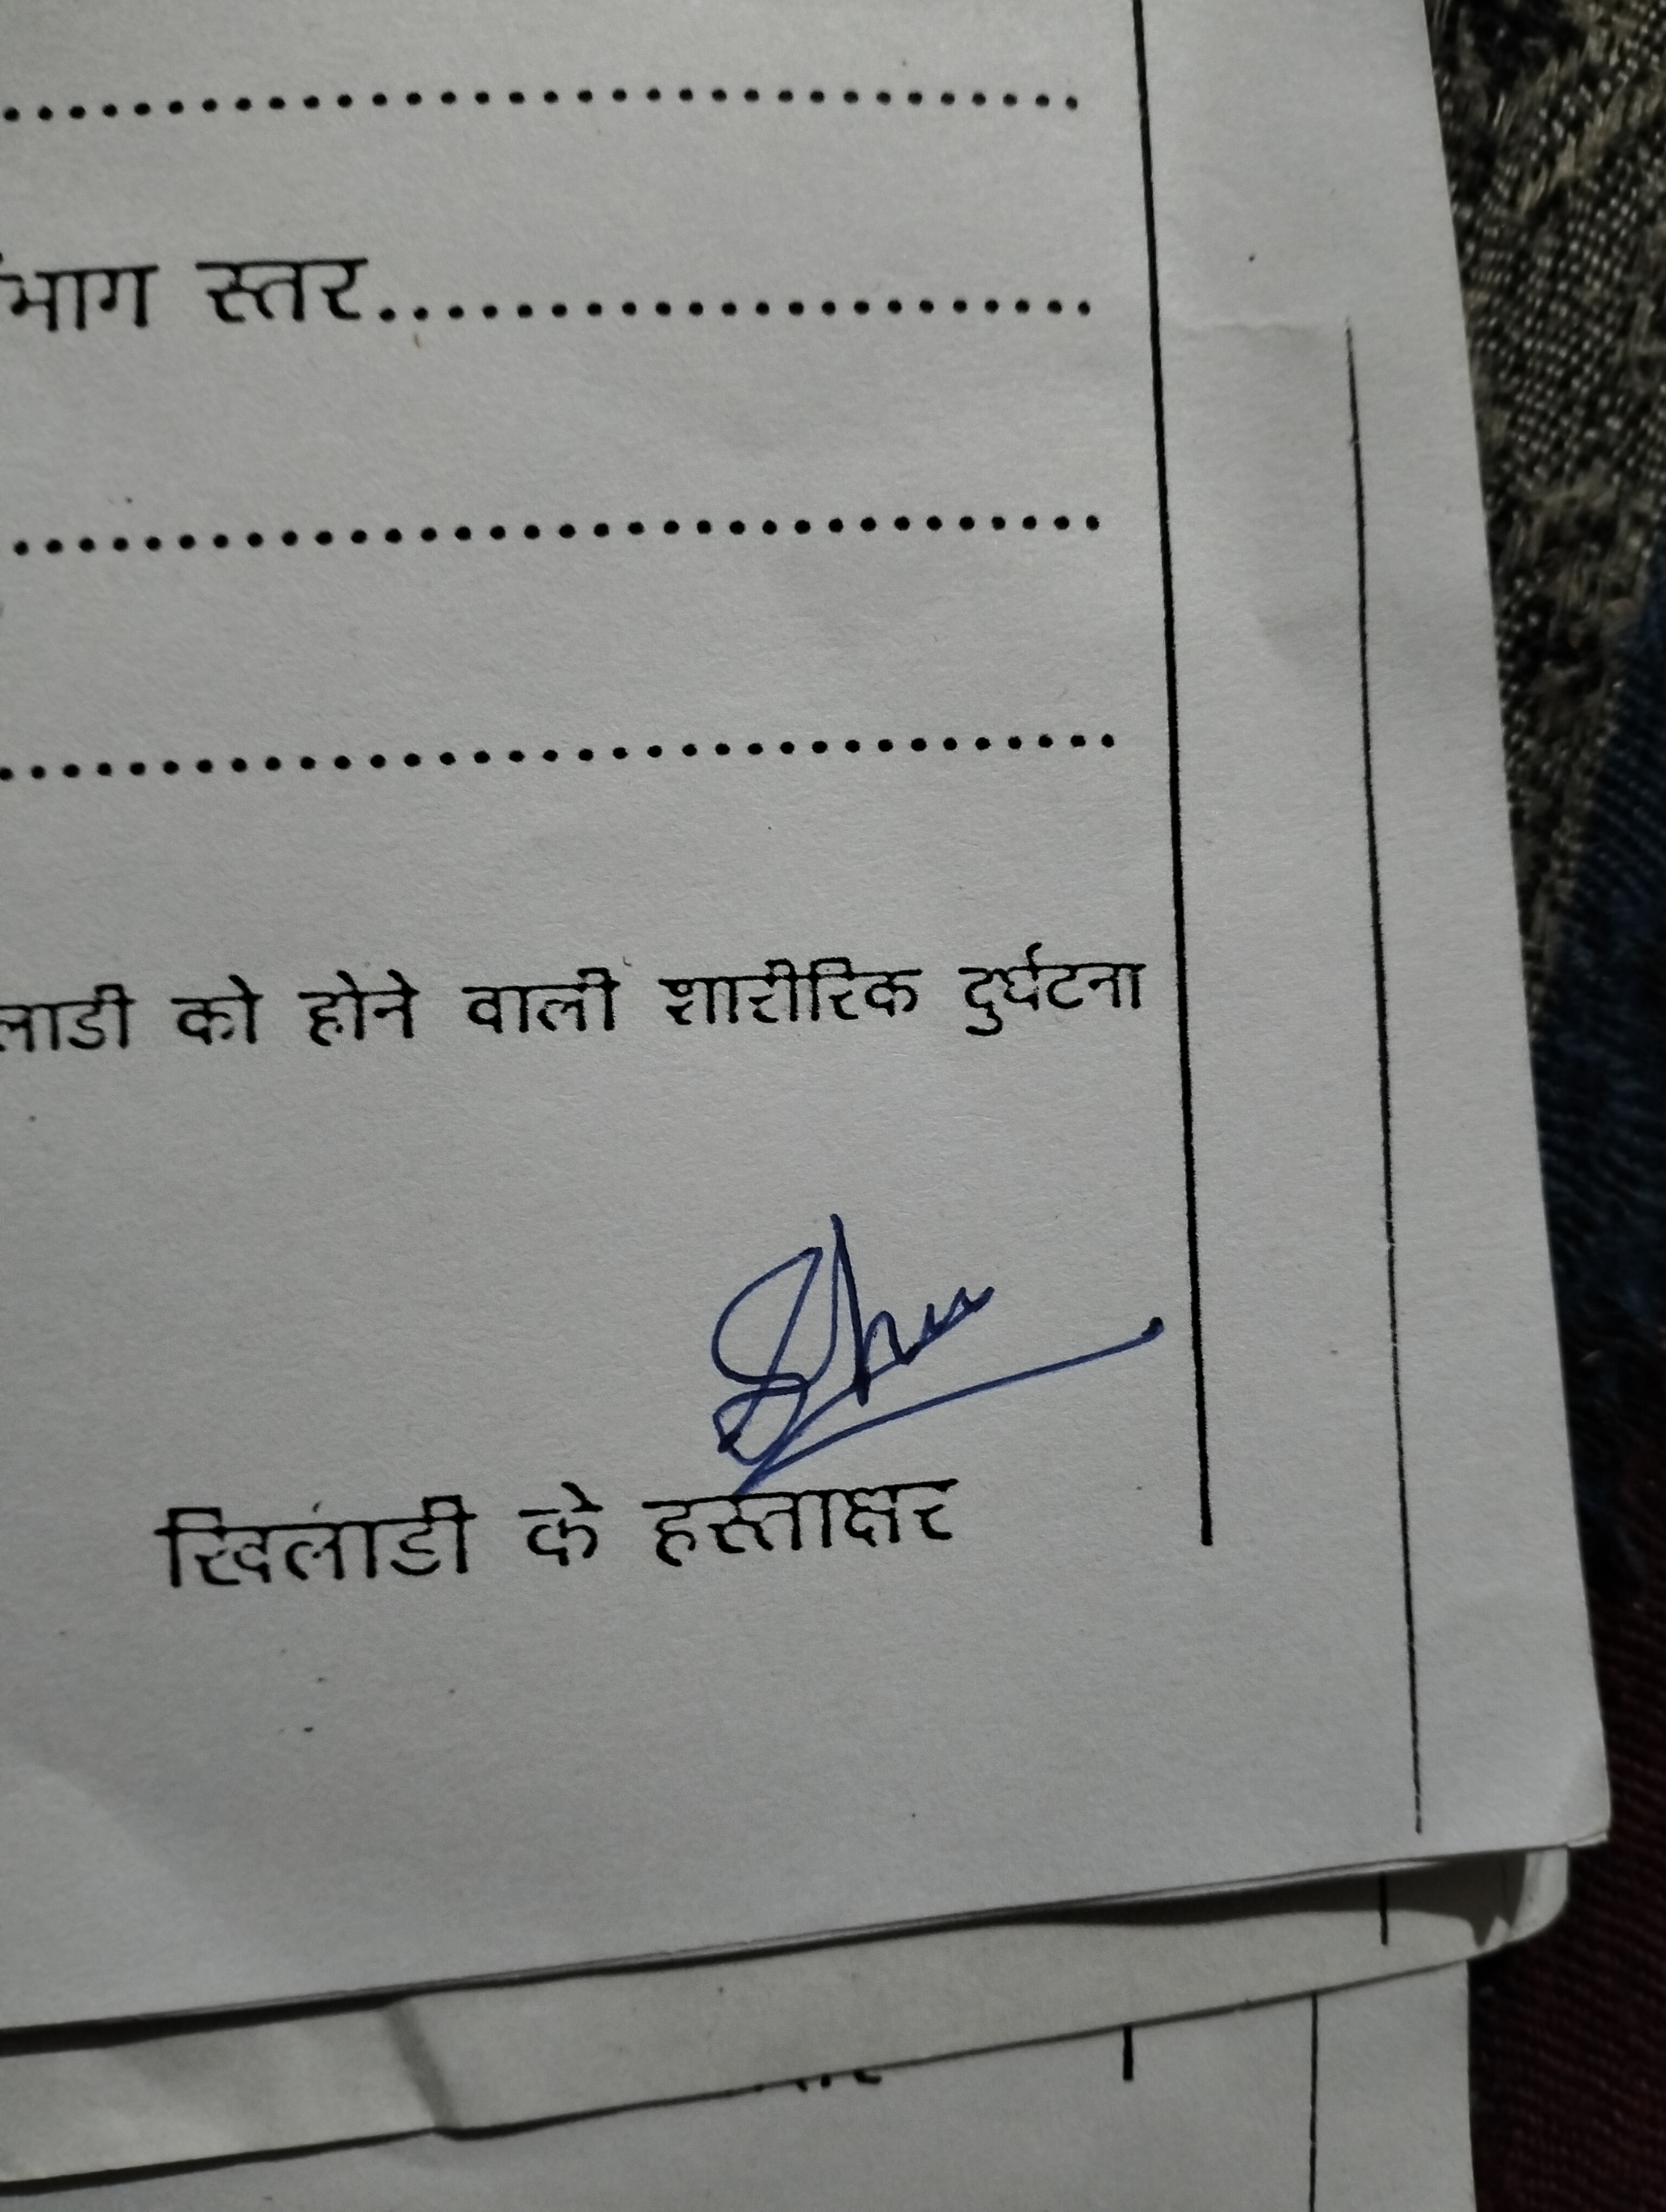 ..................................
भाग स्तर......................
..................................
..................................
लाडी को होने वाली शारीरिक दुर्घटना
खिलाडी के हस्ताक्षर